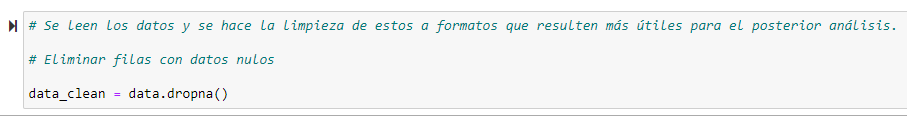 # Se leen los datos y se hace la limpieza de estos a formatos que resulten más útiles para el posterior análisis.
# Eliminar filas con datos nulos
data_clean = data.dropna()